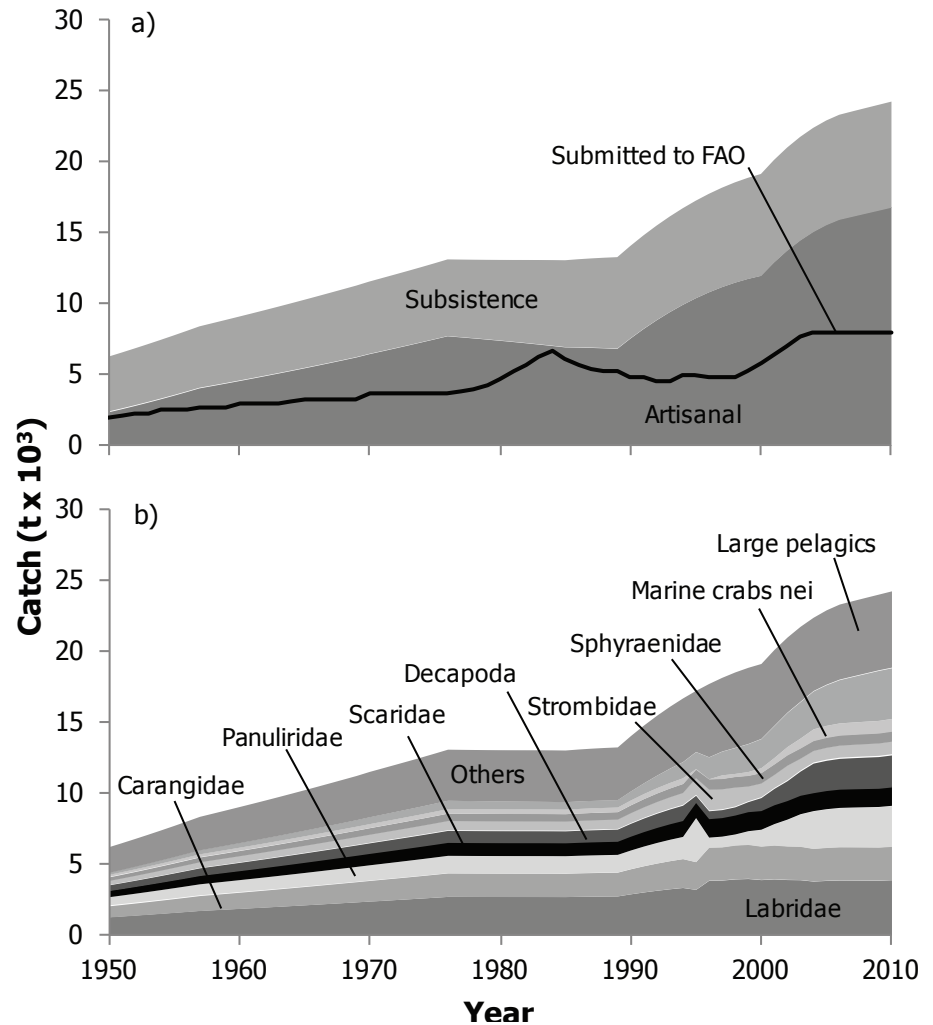 30
a)
25
20
Submitted to FAO
15
Subsistence
10
5
Artisanal
0
Catch (t x 10³)
30
b)
Large pelagics
25
Marine crabs nei
20
Sphyraenidae
Decapoda
Strombidae
15
Scaridae
Panuliridae
Others
Carangidae
10
5
Labridae
0
1950 1960 1970 1980 1990 2000 2010
Year